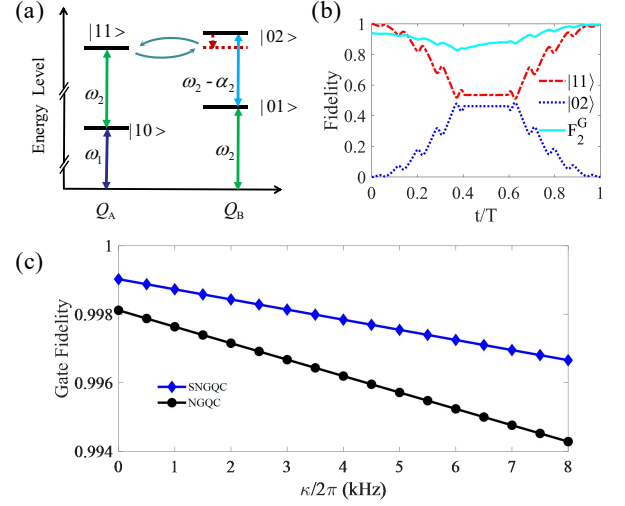 (a)
|11>
|02>
ω₂
ω₂ - α₂
|10>
|01>
ω₁
ω₂
Energy Level
Q_A
Q_B
(b)
1
0.8
0.6
0.4
0.2
0
Fidelity
|11⟩
|02⟩
F₂ᴳ
0 0.2 0.4 0.6 0.8 1
t/T
(c)
1
0.998
0.996
0.994
Gate Fidelity
SNGQC
NGQC
0 1 2 3 4 5 6 7 8
κ/2π (kHz)